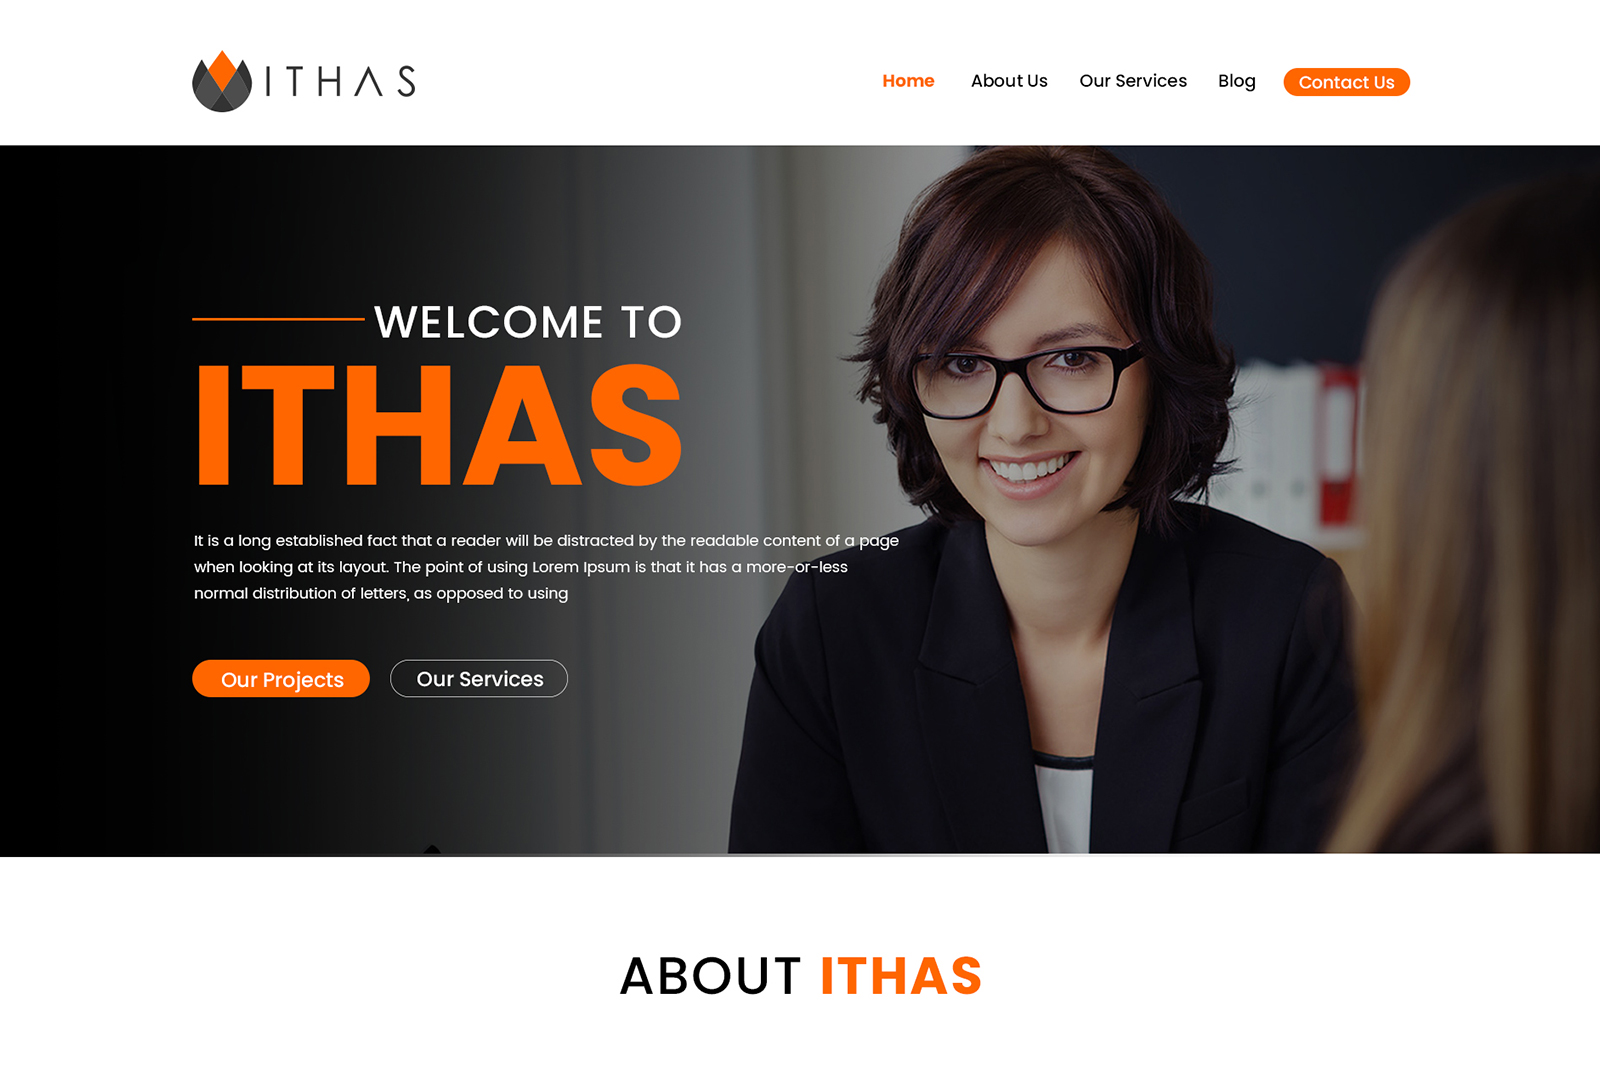 ITHAS
Home About Us Our Services Blog Contact Us
WELCOME TO
ITHAS
It is a long established fact that a reader will be distracted by the readable content of a page
when looking at its layout. The point of using Lorem Ipsum is that it has a more-or-less
normal distribution of letters, as opposed to using
Our Projects Our Services
ABOUT ITHAS